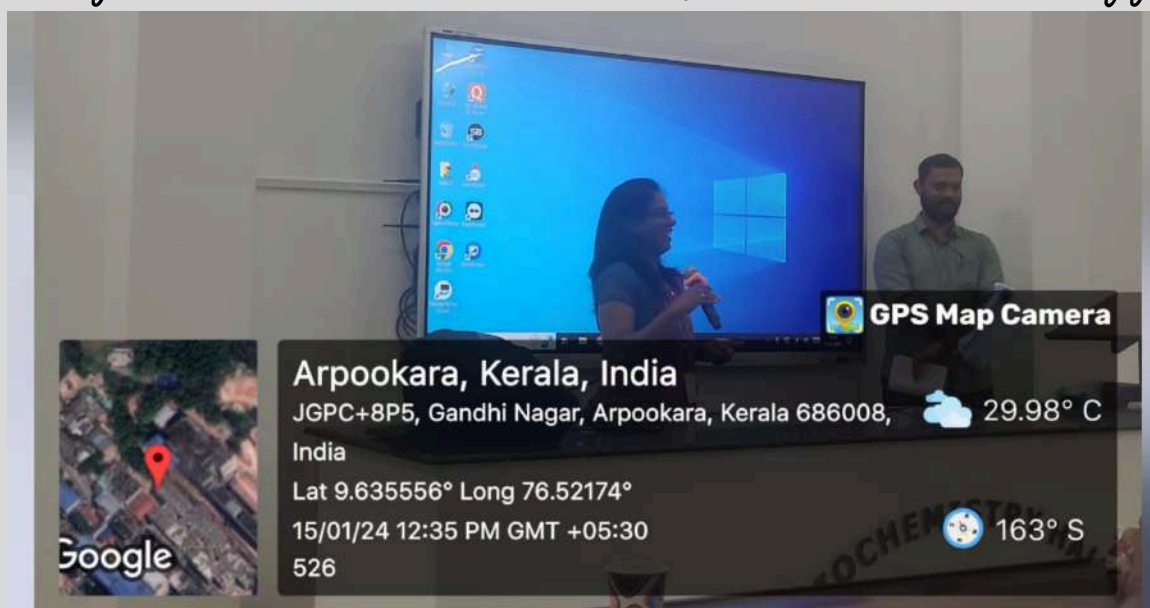 GPS Map Camera
Arpookara, Kerala, India
JGPC+8P5, Gandhi Nagar, Arpookara, Kerala 686008,
India
29.98° C
Lat 9.635556° Long 76.52174°
15/01/24 12:35 PM GMT +05:30
526
163° S
Google